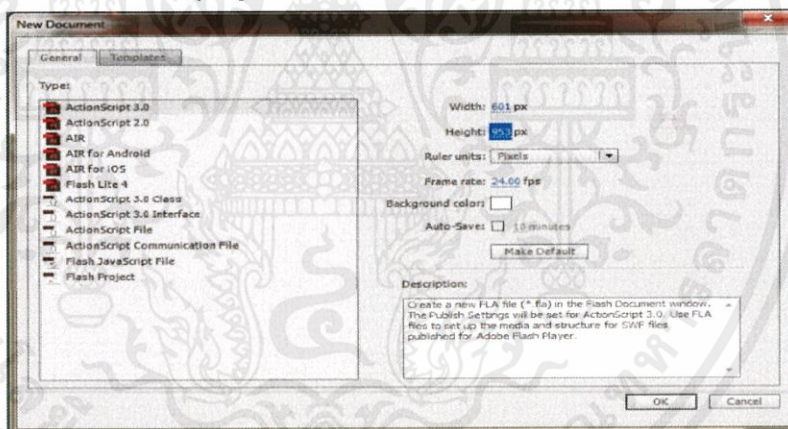 New Document
General Templates
Type:
ActionScript 3.0
ActionScript 2.0
AIR
AIR for Android
AIR for iOS
Flash Lite 4
ActionScript 3.0 Class
ActionScript 3.0 Interface
ActionScript File
ActionScript Communication File
Flash JavaScript File
Flash Project
Width: 601 px
Height: 953 px
Ruler units: Pixels
Frame rate: 24.00 fps
Background color:
Auto-Save: 10 minutes
Make Default
Description:
Create a new FLA file (*.fla) in the Flash Document window.
The Publish Settings will be set for ActionScript 3.0. Use FLA
files to set up the media and structure for SWF files
published for Adobe Flash Player.
OK Cancel